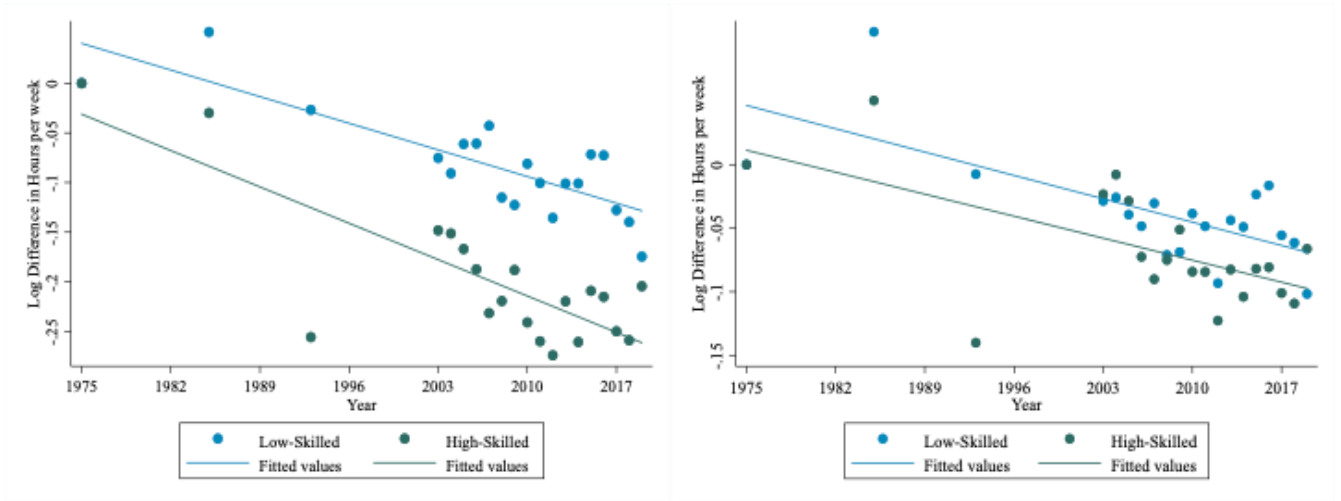 Log Difference in Hours per week
0
-.05
-.1
-.15
-.2
-.25
1975 1982 1989 1996 2003 2010 2017
Year
Low-Skilled High-Skilled
Fitted values Fitted values
Log Difference in Hours per week
0
-.05
-.1
-.15
1975 1982 1989 1996 2003 2010 2017
Year
Low-Skilled High-Skilled
Fitted values Fitted values